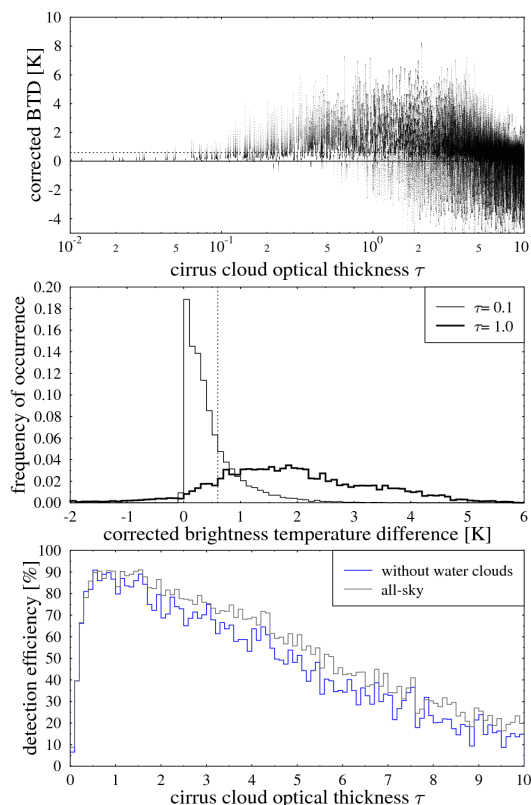 corrected BTD [K]
8
6
4
2
0
-2
-4
10-2 2 5 10-1 2 5 100 2 5 10
cirrus cloud optical thickness τ
frequency of occurrence
0.20
0.18
0.16
0.14
0.12
0.10
0.08
0.06
0.04
0.02
0.00
τ= 0.1
τ= 1.0
-2 -1 0 1 2 3 4 5 6
corrected brightness temperature difference [K]
detection efficiency [%]
100
90
80
70
60
50
40
30
20
10
0
without water clouds
all-sky
0 1 2 3 4 5 6 7 8 9 10
cirrus cloud optical thickness τ